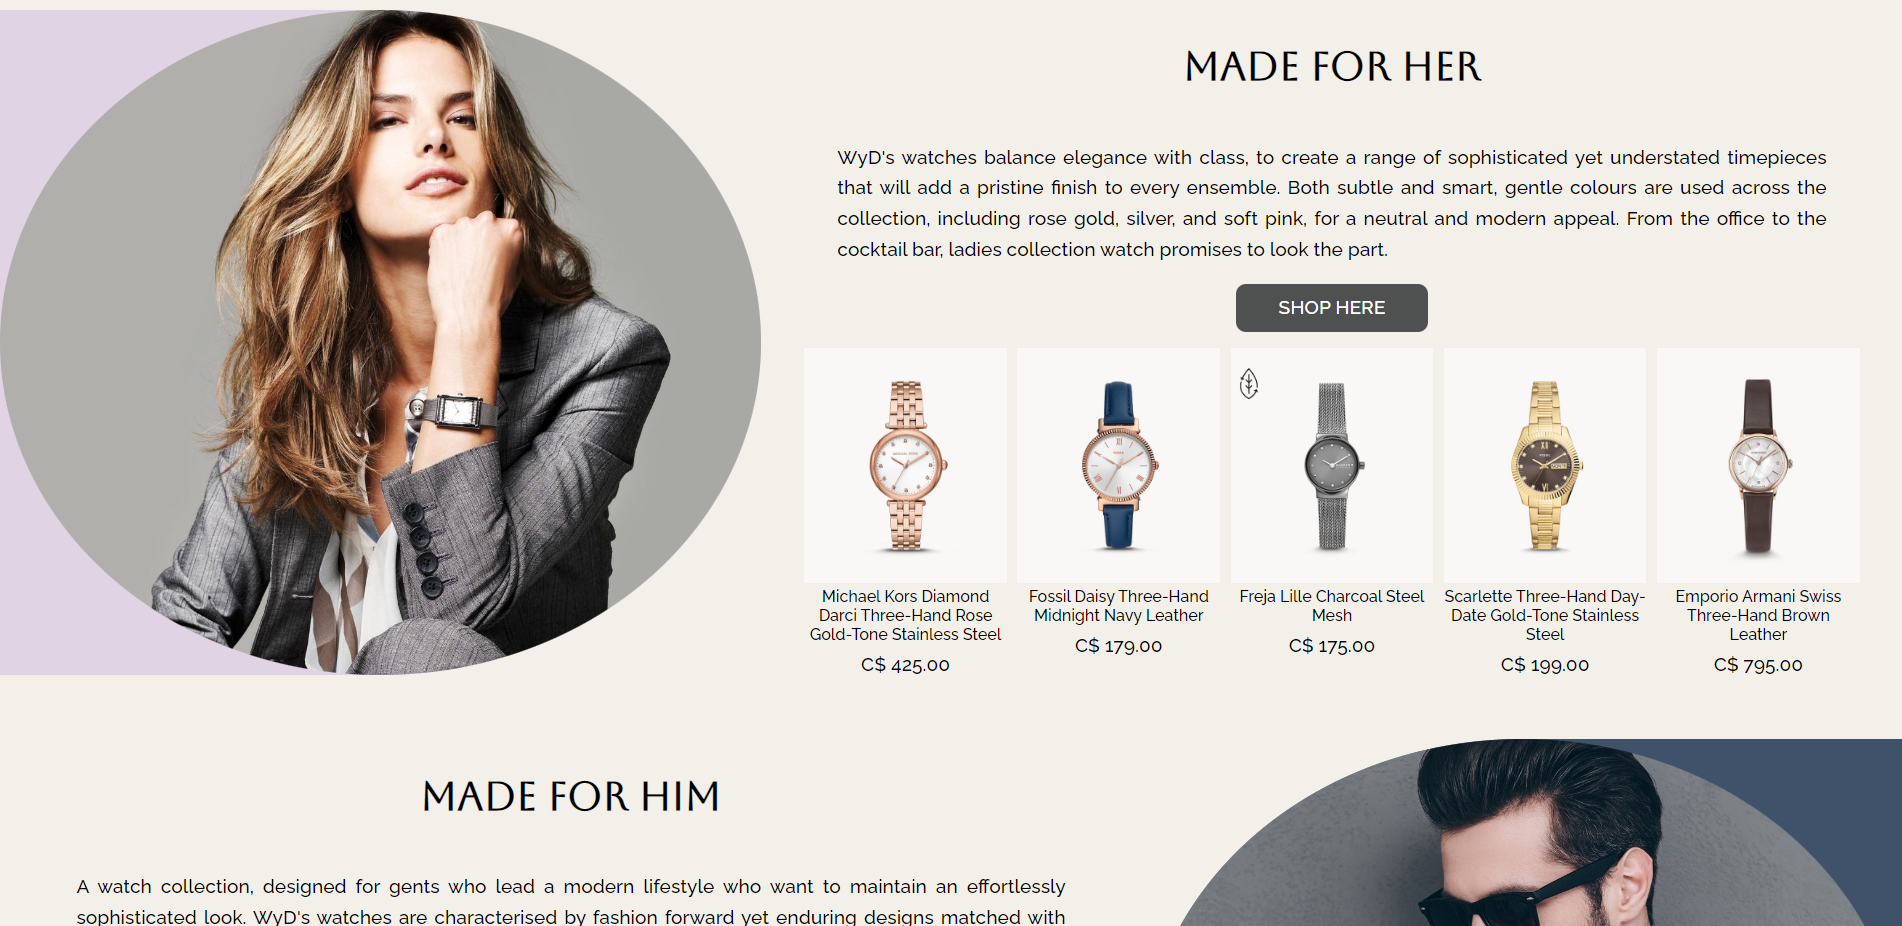 MADE FOR HER
WyD's watches balance elegance with class, to create a range of sophisticated yet understated timepieces
that will add a pristine finish to every ensemble. Both subtle and smart, gentle colours are used across the
collection, including rose gold, silver, and soft pink, for a neutral and modern appeal. From the office to the
cocktail bar, ladies collection watch promises to look the part.
SHOP HERE
Michael Kors Diamond
Darci Three-Hand Rose
Gold-Tone Stainless Steel
C$ 425.00
Fossil Daisy Three-Hand
Midnight Navy Leather
C$ 179.00
Freja Lille Charcoal Steel
Mesh
C$ 175.00
Scarlette Three-Hand Day-
Date Gold-Tone Stainless
Steel
C$ 199.00
Emporio Armani Swiss
Three-Hand Brown
Leather
C$ 795.00
MADE FOR HIM
A watch collection, designed for gents who lead a modern lifestyle who want to maintain an effortlessly
sophisticated look. WyD's watches are characterised by fashion forward yet enduring designs matched with